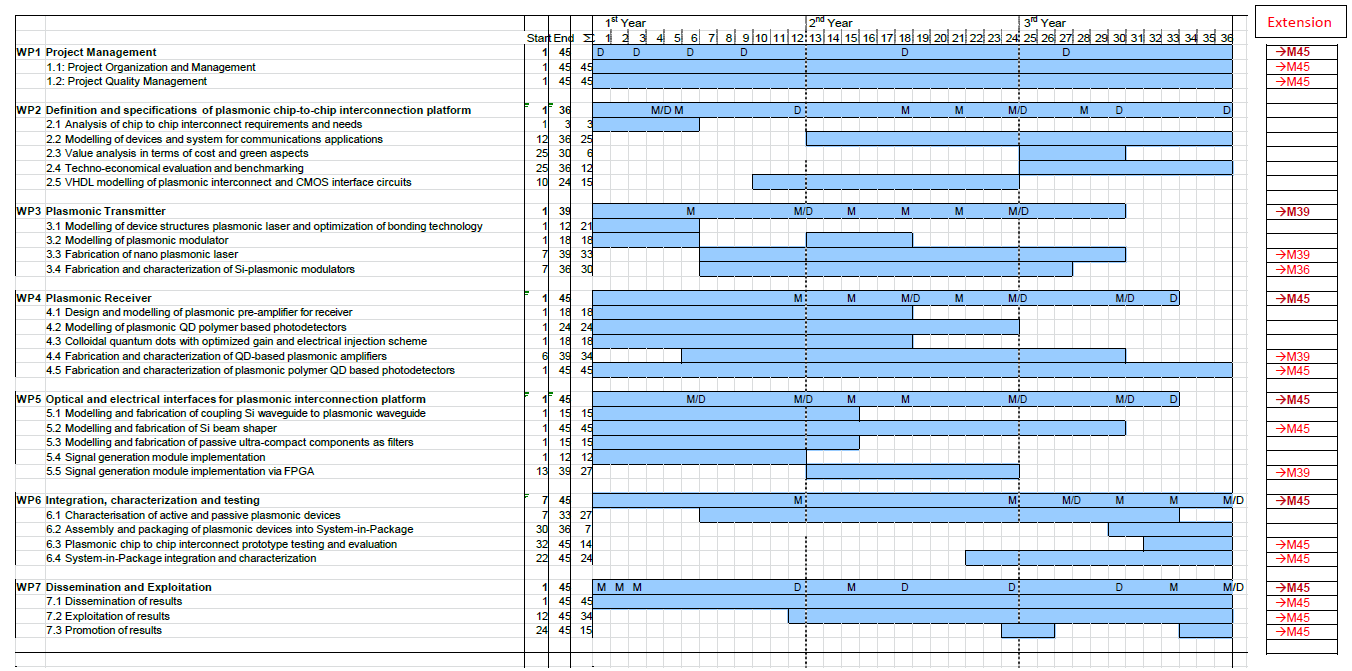 1st Year 2nd Year 3rd Year Extension
Start End Σ 1 2 3 4 5 6 7 8 9 10 11 12 13 14 15 16 17 18 19 20 21 22 23 24 25 26 27 28 29 30 31 32 33 34 35 36
WP1 Project Management 1 45 D D D D D D →M45
1.1: Project Organization and Management 1 45 45 →M45
1.2: Project Quality Management 1 45 45 →M45
WP2 Definition and specifications of plasmonic chip-to-chip interconnection platform 1 36 M/D M D M M M/D M D D
2.1 Analysis of chip to chip interconnect requirements and needs 1 3 3
2.2 Modelling of devices and system for communications applications 12 36 25
2.3 Value analysis in terms of cost and green aspects 25 30 6
2.4 Techno-economical evaluation and benchmarking 25 36 12
2.5 VHDL modelling of plasmonic interconnect and CMOS interface circuits 10 24 15
WP3 Plasmonic Transmitter 1 39 M M/D M M M M/D →M39
3.1 Modelling of device structures plasmonic laser and optimization of bonding technology 1 12 21
3.2 Modelling of plasmonic modulator 1 18 18
3.3 Fabrication of nano plasmonic laser 7 39 33 →M39
3.4 Fabrication and characterization of Si-plasmonic modulators 7 36 30 →M36
WP4 Plasmonic Receiver 1 45 M M M/D M M/D M/D D →M45
4.1 Design and modelling of plasmonic pre-amplifier for receiver 1 18 18
4.2 Modelling of plasmonic QD polymer based photodetectors 1 24 24
4.3 Colloidal quantum dots with optimized gain and electrical injection scheme 1 18 18
4.4 Fabrication and characterization of QD-based plasmonic amplifiers 6 39 34 →M39
4.5 Fabrication and characterization of plasmonic polymer QD based photodetectors 1 45 45 →M45
WP5 Optical and electrical interfaces for plasmonic interconnection platform 1 45 M/D M/D M M M/D M/D D →M45
5.1 Modelling and fabrication of coupling Si waveguide to plasmonic waveguide 1 15 15
5.2 Modelling and fabrication of Si beam shaper 1 45 45 →M45
5.3 Modelling and fabrication of passive ultra-compact components as filters 1 15 15
5.4 Signal generation module implementation 1 12 12
5.5 Signal generation module implementation via FPGA 13 39 27 →M39
WP6 Integration, characterization and testing 7 45 M M M/D M M M/D →M45
6.1 Characterisation of active and passive plasmonic devices 7 33 27
6.2 Assembly and packaging of plasmonic devices into System-in-Package 30 36 7
6.3 Plasmonic chip to chip interconnect prototype testing and evaluation 32 45 14 →M45
6.4 System-in-Package integration and characterization 22 45 24 →M45
WP7 Dissemination and Exploitation 1 45 M M M D M D D D M M/D →M45
7.1 Dissemination of results 1 45 45 →M45
7.2 Exploitation of results 12 45 34 →M45
7.3 Promotion of results 24 45 15 →M45